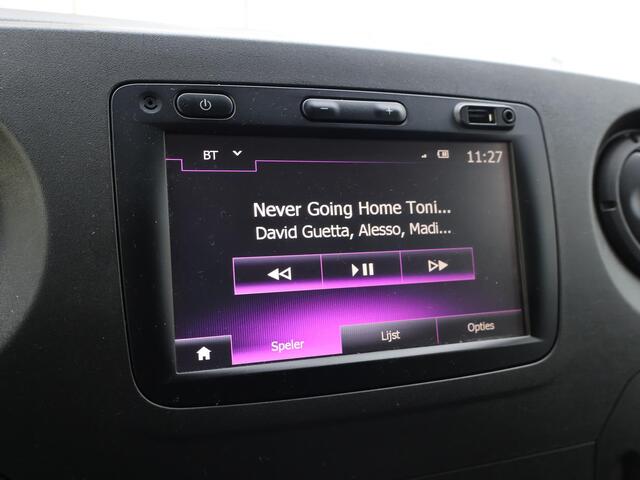 BT 11:27
Never Going Home Toni...
David Guetta, Alesso, Madi...
Speler Lijst Opties